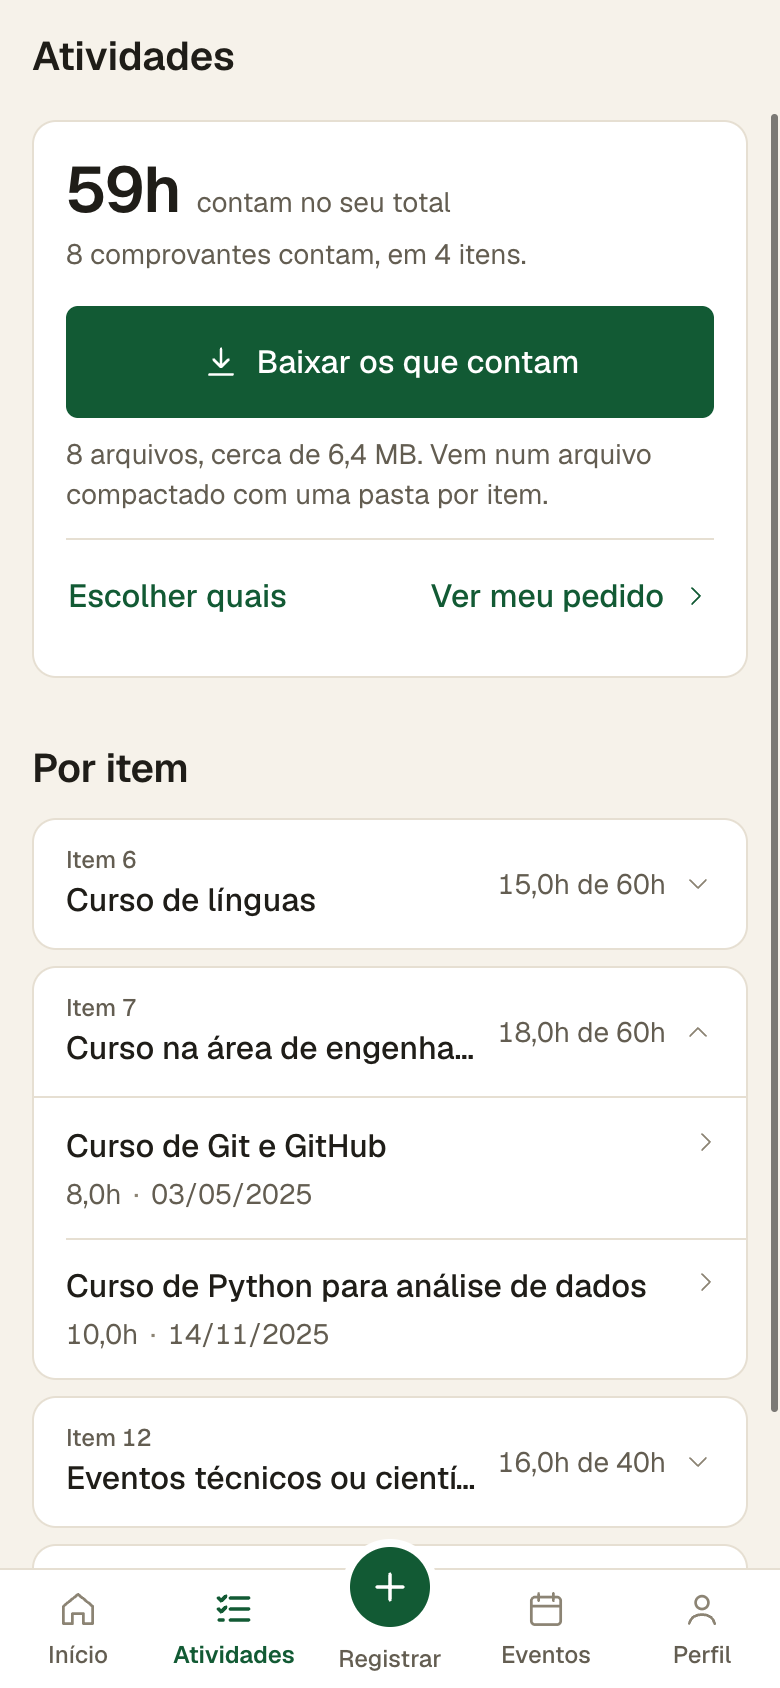 Atividades
59h contam no seu total
8 comprovantes contam, em 4 itens.
Baixar os que contam
8 arquivos, cerca de 6,4 MB. Vem num arquivo
compactado com uma pasta por item.
Escolher quais
Ver meu pedido
Por item
Item 6
Curso de línguas
15,0h de 60h
Item 7
Curso na área de engenha...
18,0h de 60h
Curso de Git e GitHub
8,0h · 03/05/2025
Curso de Python para análise de dados
10,0h · 14/11/2025
Item 12
Eventos técnicos ou cientí...
16,0h de 40h
Início
Atividades
Registrar
Eventos
Perfil